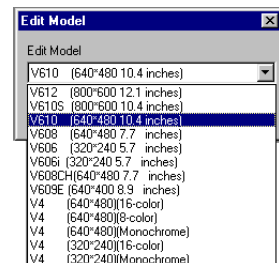 Edit Model
Edit Model
V610 (640*480 10.4 inches)
V612 (800*600 12.1 inches)
V610S (800*600 10.4 inches)
V610 (640*480 10.4 inches)
V608 (640*480 7.7 inches)
V606 (320*240 5.7 inches)
V606i (320*240 5.7 inches)
V608CH(640*480 7.7 inches)
V609E (640*400 8.9 inches)
V4 (640*480)(16-color)
V4 (640*480)(8-color)
V4 (640*480)(Monochrome)
V4 (320*240)(16-color)
V4 (320*240)(Monochrome)